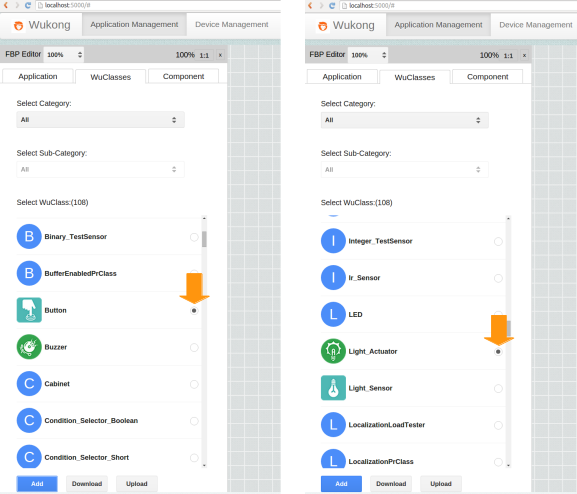 localhost:5000/#
Wukong Application Management Device Management
FBP Editor 100% 100% 1:1 x
Application WuClasses Component
Select Category:
All
Select Sub-Category:
All
Select WuClass:(108)
B Binary_TestSensor
B BufferEnabledPrClass
Button
Buzzer
C Cabinet
C Condition_Selector_Boolean
C Condition_Selector_Short
Add Download Upload
localhost:5000/#
Wukong Application Management Device Management
FBP Editor 100% 100% 1:1 x
Application WuClasses Component
Select Category:
All
Select Sub-Category:
All
Select WuClass:(108)
I Integer_TestSensor
I Ir_Sensor
L LED
Light_Actuator
Light_Sensor
L LocalizationLoadTester
L LocalizationPrClass
Add Download Upload